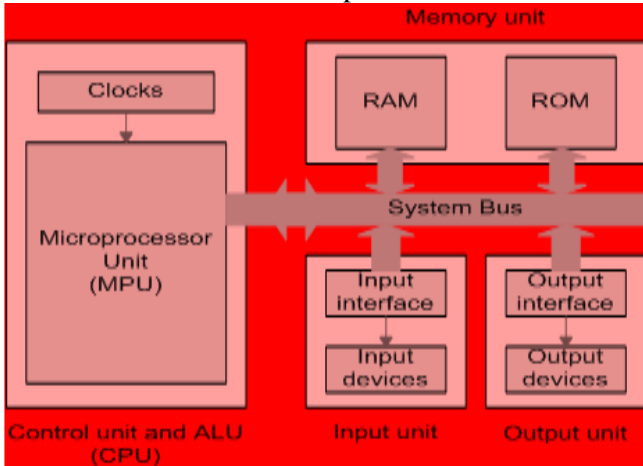 Memory unit
Clocks
RAM
ROM
System Bus
Microprocessor
Unit
(MPU)
Input
interface
Input
devices
Output
interface
Output
devices
Control unit and ALU
(CPU)
Input unit
Output unit